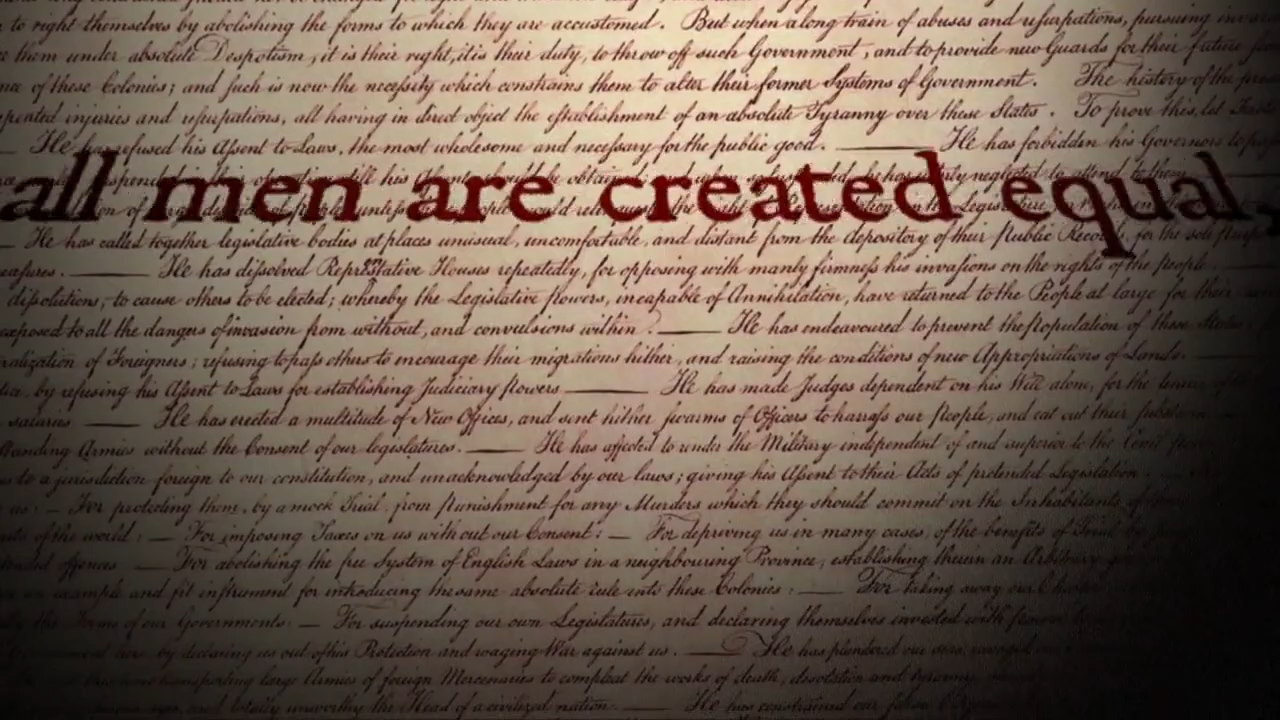 to right themselves by abolishing the forms to which they are accustomed. But when a long train of abuses and usurpations, pursuing
them under absolute Despotism, it is their right, it is their duty, to throw off such Government, and to provide new Guards for their future
of these Colonies; and such is now the necessity which constrains them to alter their former Systems of Government. The history of the
injuries and usurpations, all having in direct object the establishment of an absolute Tyranny over these States. To prove this, let
— He has refused his Assent to Laws, the most wholesome and necessary for the public good. — He has forbidden his Governors to
all men are created equal,
— He has called together legislative bodies at places unusual, uncomfortable, and distant from the depository of their Public Records, for the sole
He has dissolved Representative Houses repeatedly, for opposing with manly firmness his invasions on the rights of the people.
dissolutions, to cause others to be elected; whereby the Legislative powers, incapable of Annihilation, have returned to the People at large for their
exposed to all the dangers of invasion from without, and convulsions within. — He has endeavoured to prevent the population of these States
ralization of Foreigners; refusing to pass others to encourage their migrations hither, and raising the conditions of new Appropriations of Lands.
by refusing his Assent to Laws for establishing Judiciary powers — He has made Judges dependent on his Will alone, for the tenure of
salaries — He has erected a multitude of New Offices, and sent hither swarms of Officers to harrass our People, and eat out their substance
Standing Armies without the Consent of our legislatures. — He has affected to render the Military independent of and superior to the Civil
to a jurisdiction foreign to our constitution, and unacknowledged by our laws; giving his Assent to their Acts of pretended Legislation
us: — For protecting them, by a mock Trial, from punishment for any Murders which they should commit on the Inhabitants of
of the world: — For imposing Taxes on us without our Consent: — For depriving us in many cases, of the benefits of Trial by
offences — For abolishing the free System of English Laws in a neighbouring Province, establishing therein an Arbitrary
example and fit instrument for introducing the same absolute rule into these Colonies: — For taking away our
the Forms of our Governments: — For suspending our own Legislatures, and declaring themselves invested with power
by declaring us out of his Protection and waging War against us. — He has plundered our seas, ravaged
transporting large Armies of foreign Mercenaries to compleat the works of death, desolation and tyranny,
totally unworthy the Head of a civilized nation. — He has constrained our fellow